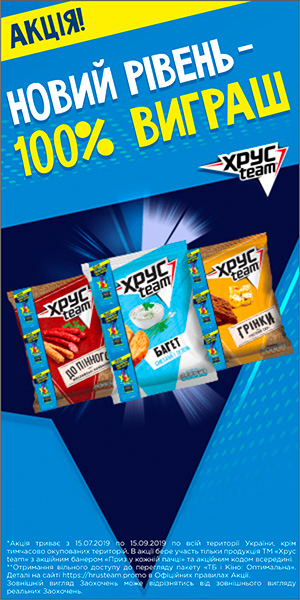 АКЦІЯ!
НОВИЙ РІВЕНЬ –
100% ВИГРАШ
ХРУС
team
ХРУС
team
ХРУС
team
ХРУС
team
ДО ПІННОГО
БАГЕТ
ГРІНКИ
*Акція триває з 15.07.2019 по 15.09.2019 по всій території України, крім
тимчасово окупованих територій. В акції бере участь тільки продукція ТМ «Хрус
team» з акційним банером «Приз у кожній пачці» та акційним кодом всередині.
**Отримання вільного доступу до перегляду пакету «ТБ і Кіно: Оптимальна».
Деталі на сайті https://hrusteam.promo в Офіційних правилах Акції.
Зовнішній вигляд Заохочень може відрізнятись від зовнішнього вигляду
реальних Заохочень.